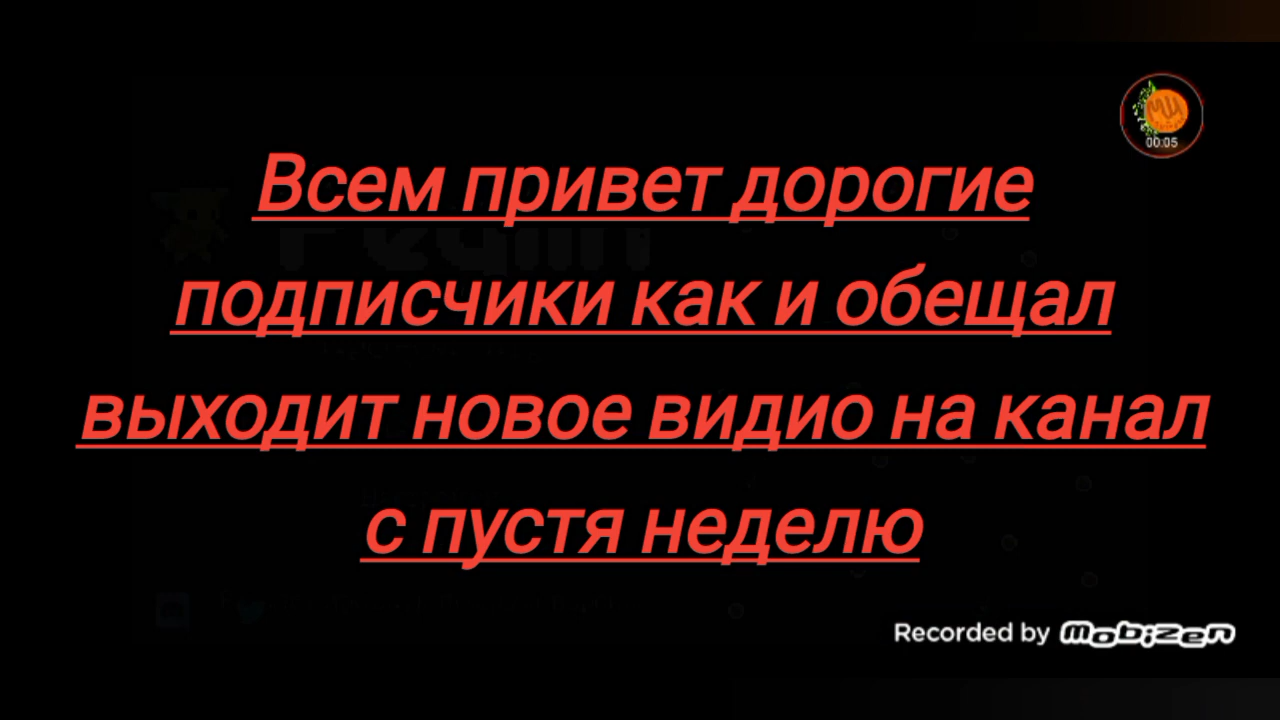 00:05
Всем привет дорогие
подписчики как и обещал
выходит новое видио на канал
с пустя неделю
Recorded by mobizen